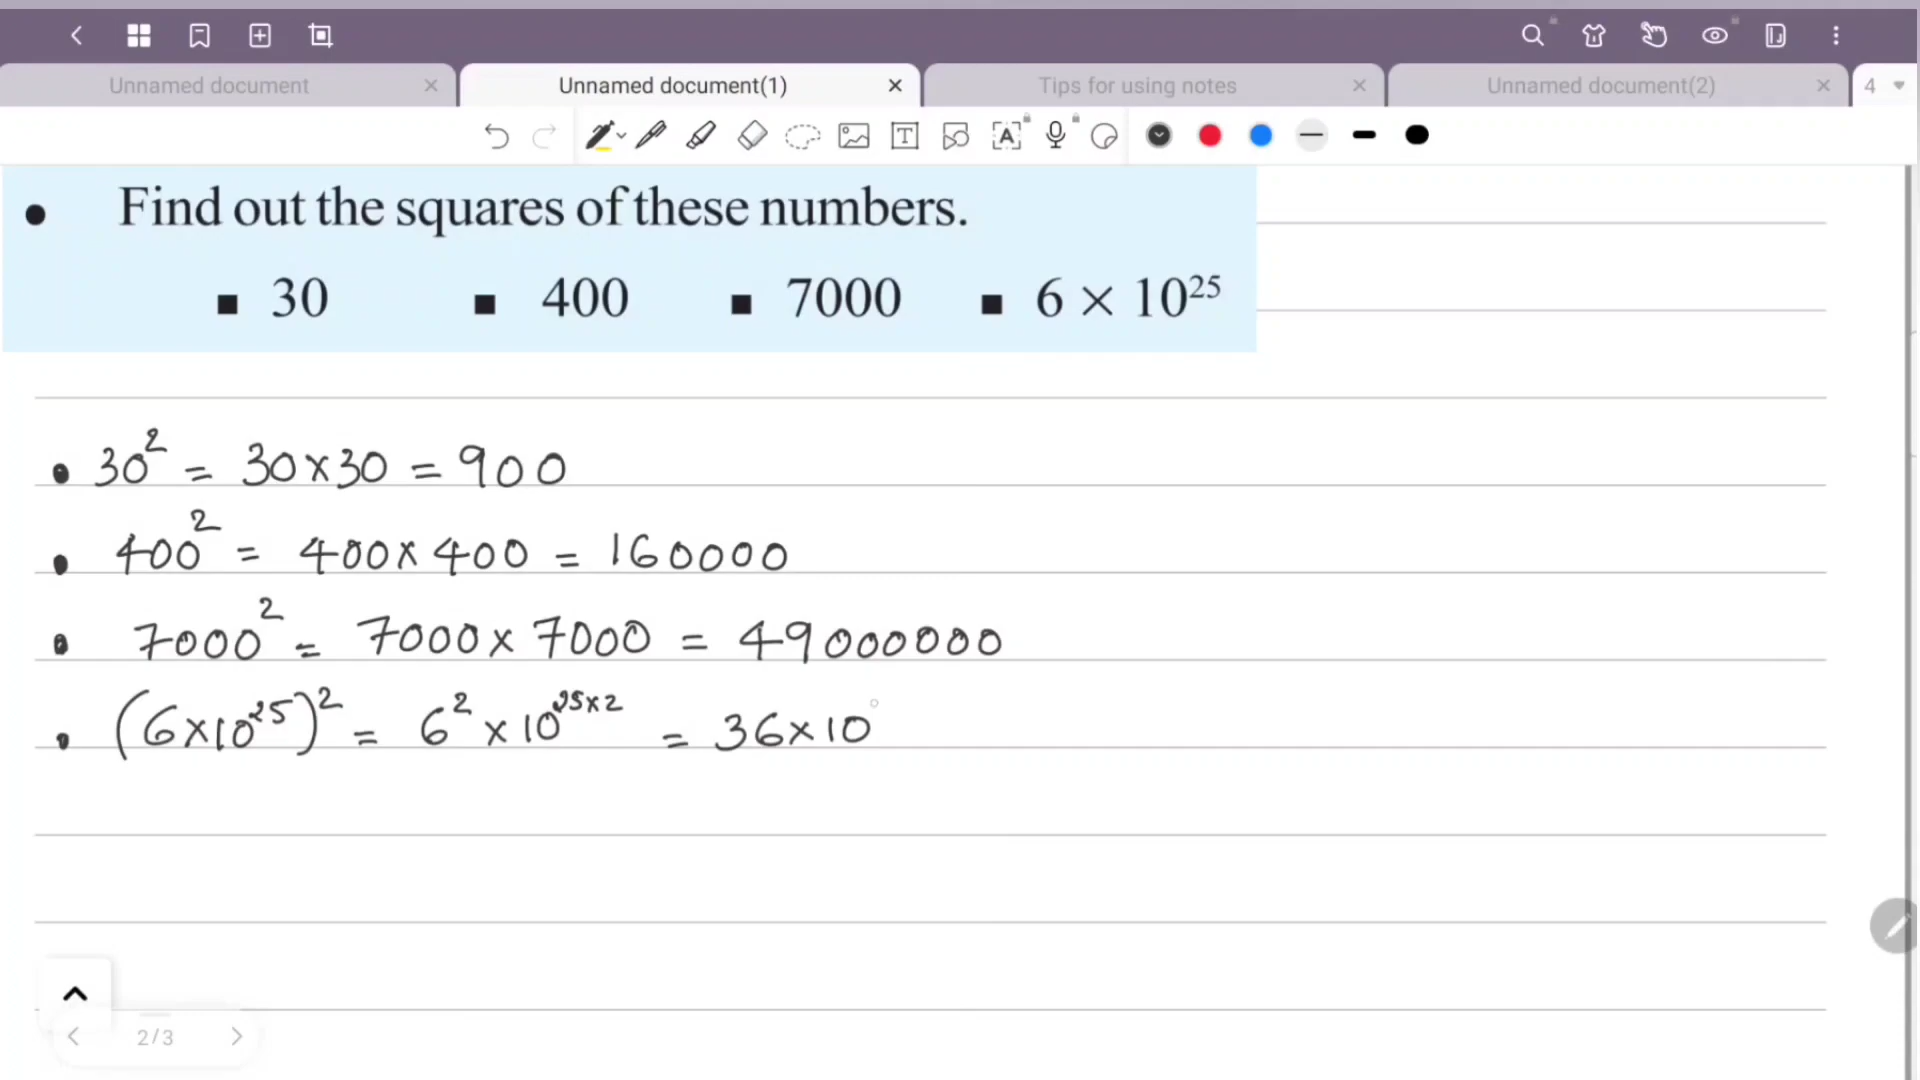 Unnamed document × Unnamed document(1) × Tips for using notes × Unnamed document(2) × 4
• Find out the squares of these numbers.
▪ 30 ▪ 400 ▪ 7000 ▪ 6 × 10²⁵
• 30² = 30×30 = 900
• 400² = 400×400 = 160000
• 7000² = 7000×7000 = 49000000
• (6×10²⁵)² = 6²×10²⁵ˣ² = 36×10
2/3